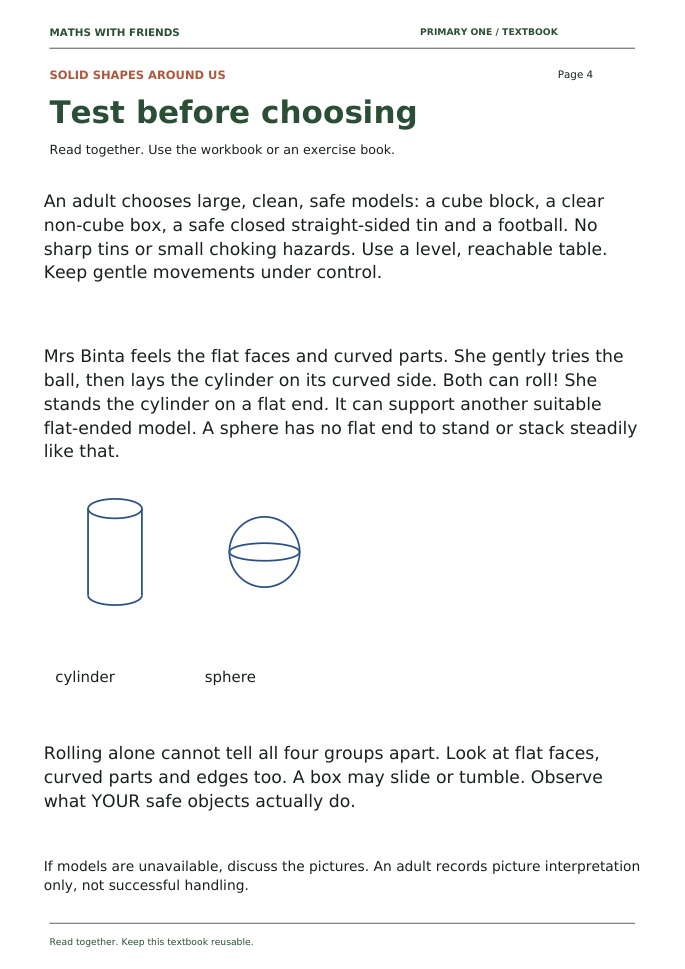 MATHS WITH FRIENDS
PRIMARY ONE / TEXTBOOK
SOLID SHAPES AROUND US
Page 4
Test before choosing
Read together. Use the workbook or an exercise book.
An adult chooses large, clean, safe models: a cube block, a clear
non-cube box, a safe closed straight-sided tin and a football. No
sharp tins or small choking hazards. Use a level, reachable table.
Keep gentle movements under control.
Mrs Binta feels the flat faces and curved parts. She gently tries the
ball, then lays the cylinder on its curved side. Both can roll! She
stands the cylinder on a flat end. It can support another suitable
flat-ended model. A sphere has no flat end to stand or stack steadily
like that.
cylinder
sphere
Rolling alone cannot tell all four groups apart. Look at flat faces,
curved parts and edges too. A box may slide or tumble. Observe
what YOUR safe objects actually do.
If models are unavailable, discuss the pictures. An adult records picture interpretation
only, not successful handling.
Read together. Keep this textbook reusable.